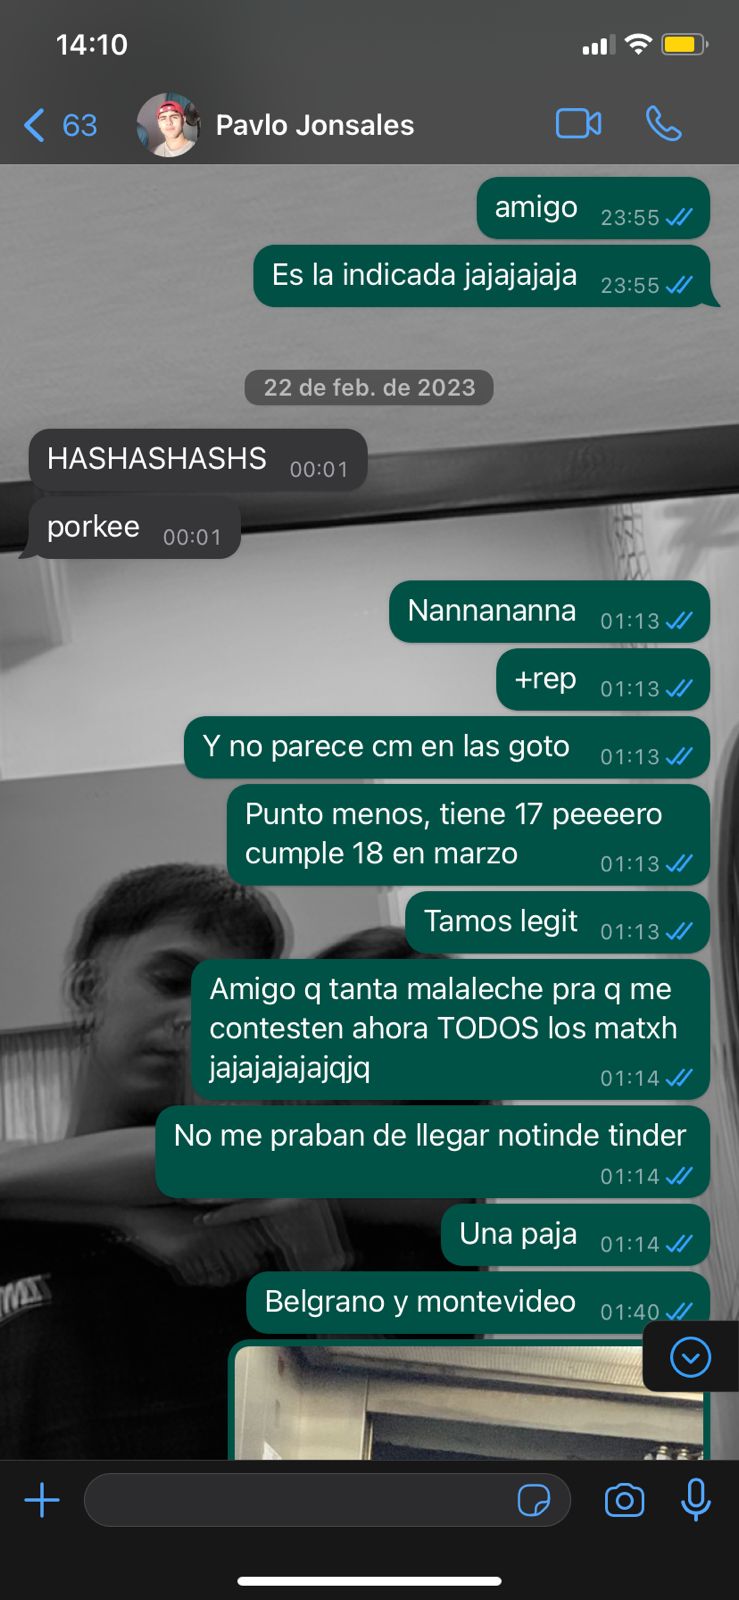 14:10
63
Pavlo Jonsales
amigo 23:55
Es la indicada jajajajaja 23:55
22 de feb. de 2023
HASHASHASHS 00:01
porkee 00:01
Nannananna 01:13
+rep 01:13
Y no parece cm en las goto 01:13
Punto menos, tiene 17 peeeero
cumple 18 en marzo 01:13
Tamos legit 01:13
Amigo q tanta malaleche pra q me
contesten ahora TODOS los matxh
jajajajajajqjq 01:14
No me praban de llegar notinde tinder
01:14
Una paja 01:14
Belgrano y montevideo 01:40